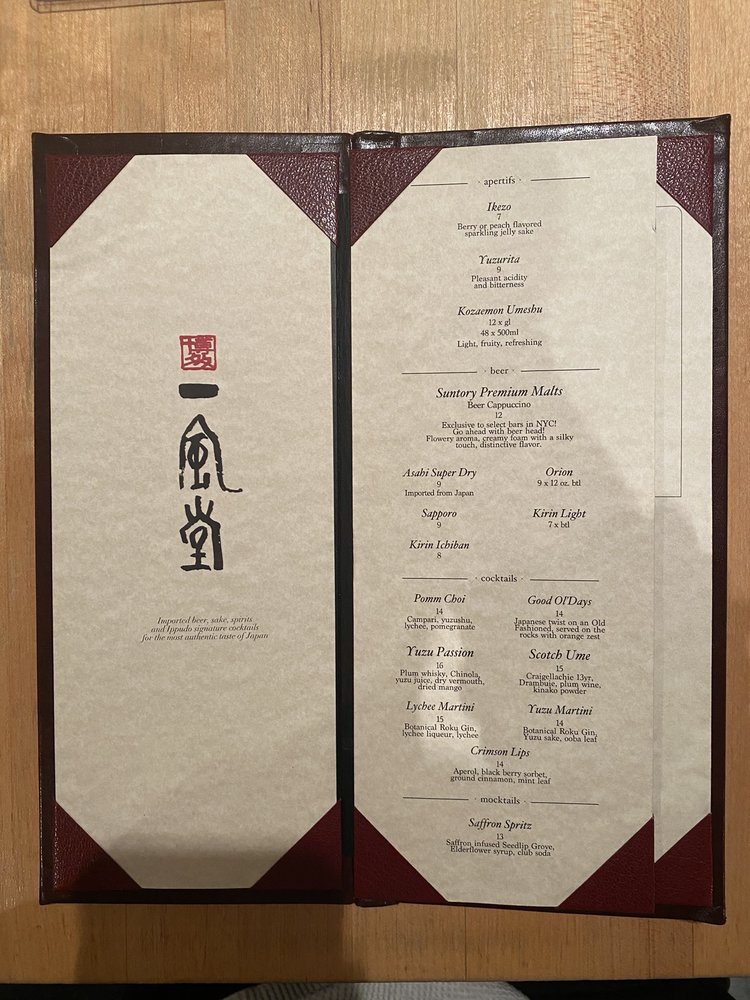 博多
一風堂
Imported beer, sake, spirits
and Ippudo signature cocktails
for the most authentic taste of Japan
· apertifs ·
Ikezo
7
Berry or peach flavored
sparkling jelly sake
Yuzurita
9
Pleasant acidity
and bitterness
Kozaemon Umeshu
12 x gl
48 x 500ml
Light, fruity, refreshing
· beer ·
Suntory Premium Malts
Beer Cappuccino
12
Exclusive to select bars in NYC!
Go ahead with beer head!
Flowery aroma, creamy foam with a silky
touch, distinctive flavor.
Asahi Super Dry
9
Imported from Japan
Orion
9 x 12 oz. btl
Sapporo
9
Kirin Light
7 x btl
Kirin Ichiban
8
· cocktails ·
Pomm Choi
14
Campari, yuzushu,
lychee, pomegranate
Good Ol'Days
14
Japanese twist on an Old
Fashioned, served on the
rocks with orange zest
Yuzu Passion
16
Plum whisky, Chinola,
yuzu juice, dry vermouth,
dried mango
Scotch Ume
15
Craigellachie 13yr,
Drambuie, plum wine,
kinako powder
Lychee Martini
15
Botanical Roku Gin,
lychee liqueur, lychee
Yuzu Martini
14
Botanical Roku Gin,
Yuzu sake, ooba leaf
Crimson Lips
14
Aperol, black berry sorbet,
ground cinnamon, mint leaf
· mocktails ·
Saffron Spritz
13
Saffron infused Seedlip Grove,
Elderflower syrup, club soda